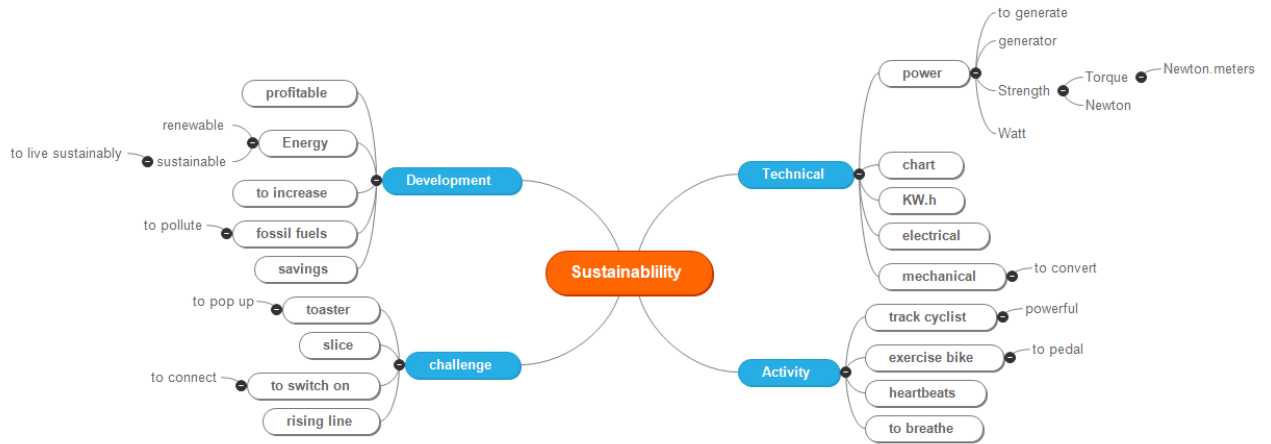 Sustainablility
Technical
power
to generate
generator
Strength
Torque
Newton.meters
Newton
Watt
chart
KW.h
electrical
mechanical
to convert
Activity
track cyclist
powerful
exercise bike
to pedal
heartbeats
to breathe
Development
profitable
Energy
renewable
sustainable
to live sustainably
to increase
fossil fuels
to pollute
savings
challenge
toaster
to pop up
slice
to switch on
to connect
rising line